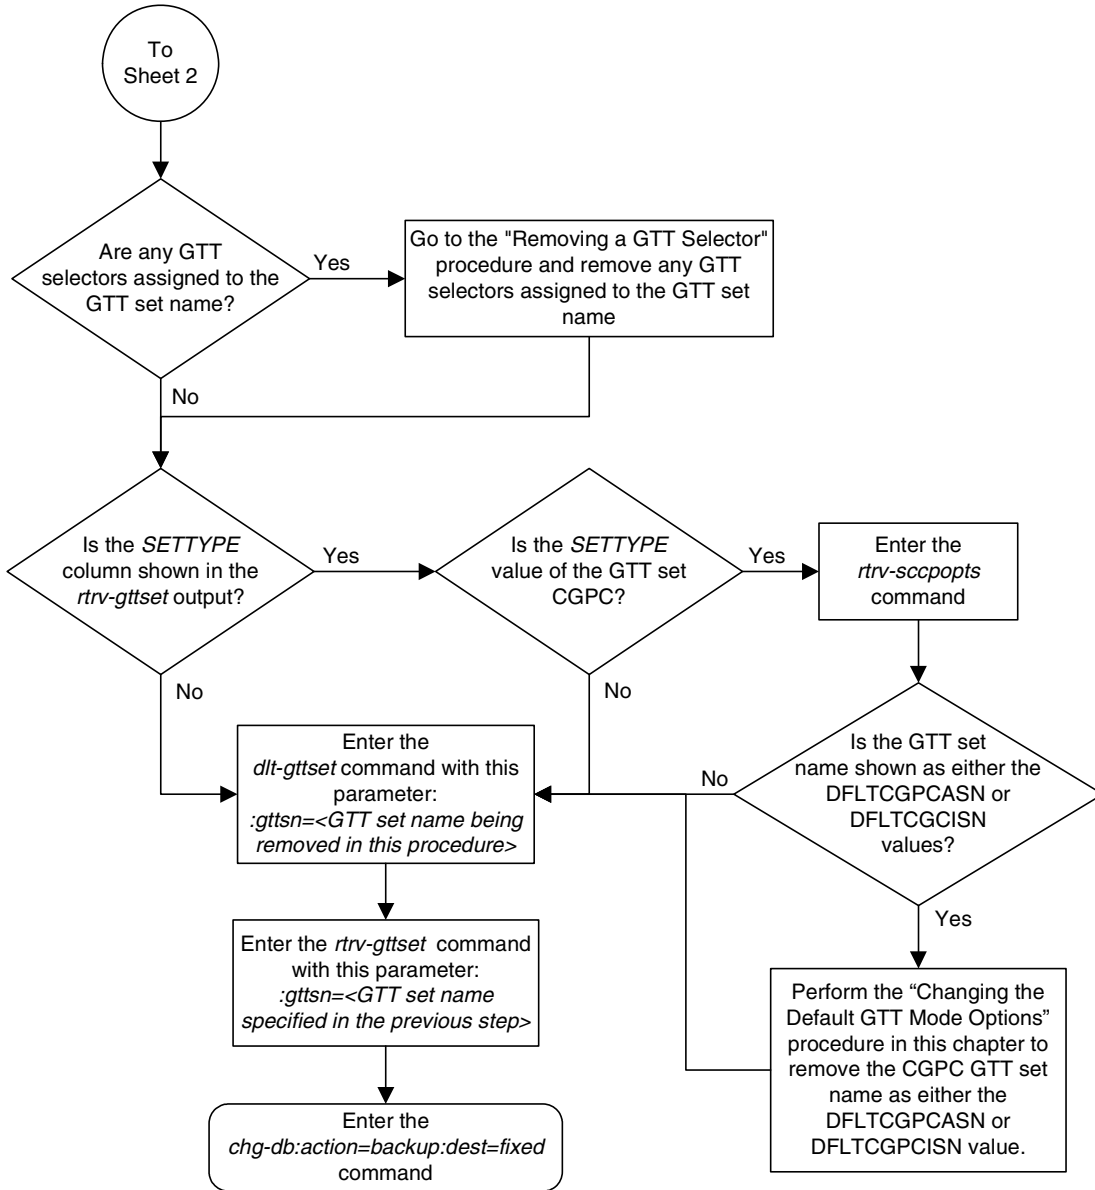 To
Sheet 2
Are any GTT
selectors assigned to the
GTT set name?
Yes
Go to the "Removing a GTT Selector"
procedure and remove any GTT
selectors assigned to the GTT set
name
No
Is the SETTYPE
column shown in the
rtrv-gttset output?
Yes
Is the SETTYPE
value of the GTT set
CGPC?
Yes
Enter the
rtrv-sccpopts
command
No
No
Enter the
dlt-gttset command with this
parameter:
:gttsn=<GTT set name being
removed in this procedure>
No
Is the GTT set
name shown as either the
DFLTCGPCASN or
DFLTCGCISN
values?
Yes
Enter the rtrv-gttset command
with this parameter:
:gttsn=<GTT set name
specified in the previous step>
Perform the “Changing the
Default GTT Mode Options”
procedure in this chapter to
remove the CGPC GTT set
name as either the
DFLTCGPCASN or
DFLTCGPCISN value.
Enter the
chg-db:action=backup:dest=fixed
command